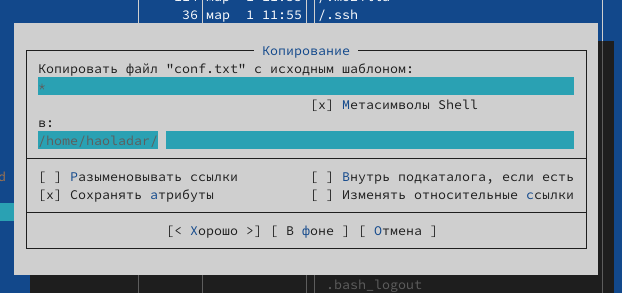 36 мар 1 11:55 /.ssh
Копирование
Копировать файл "conf.txt" с исходным шаблоном:
*
[x] Метасимволы Shell
в:
/home/haoladar/
[ ] Разыменовывать ссылки [ ] Внутрь подкаталога, если есть
[x] Сохранять атрибуты [ ] Изменять относительные ссылки
[< Хорошо >] [ В фоне ] [ Отмена ]
.bash_logout